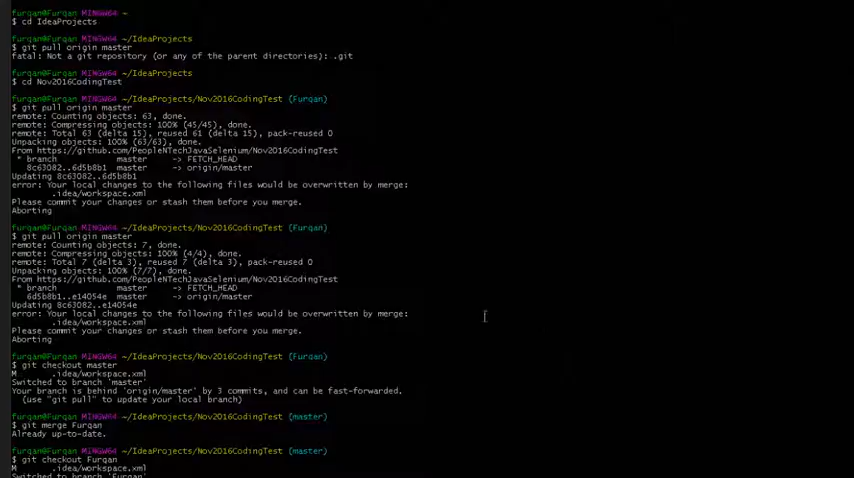 furqan@Furqan MINGW64 ~
$ cd IdeaProjects
furqan@Furqan MINGW64 ~/IdeaProjects
$ git pull origin master
fatal: Not a git repository (or any of the parent directories): .git
furqan@Furqan MINGW64 ~/IdeaProjects
$ cd Nov2016CodingTest
furqan@Furqan MINGW64 ~/IdeaProjects/Nov2016CodingTest (Furqan)
$ git pull origin master
remote: Counting objects: 63, done.
remote: Compressing objects: 100% (45/45), done.
remote: Total 63 (delta 15), reused 61 (delta 15), pack-reused 0
Unpacking objects: 100% (63/63), done.
From https://github.com/PeopleNTechJavaSelenium/Nov2016CodingTest
 * branch            master     -> FETCH_HEAD
   8c63082..6d5b8b1  master     -> origin/master
Updating 8c63082..6d5b8b1
error: Your local changes to the following files would be overwritten by merge:
        .idea/workspace.xml
Please commit your changes or stash them before you merge.
Aborting
furqan@Furqan MINGW64 ~/IdeaProjects/Nov2016CodingTest (Furqan)
$ git pull origin master
remote: Counting objects: 7, done.
remote: Compressing objects: 100% (4/4), done.
remote: Total 7 (delta 3), reused 7 (delta 3), pack-reused 0
Unpacking objects: 100% (7/7), done.
From https://github.com/PeopleNTechJavaSelenium/Nov2016CodingTest
 * branch            master     -> FETCH_HEAD
   6d5b8b1..e14054e  master     -> origin/master
Updating 8c63082..e14054e
error: Your local changes to the following files would be overwritten by merge:
        .idea/workspace.xml
Please commit your changes or stash them before you merge.
Aborting
furqan@Furqan MINGW64 ~/IdeaProjects/Nov2016CodingTest (Furqan)
$ git checkout master
M       .idea/workspace.xml
Switched to branch 'master'
Your branch is behind 'origin/master' by 3 commits, and can be fast-forwarded.
  (use "git pull" to update your local branch)
furqan@Furqan MINGW64 ~/IdeaProjects/Nov2016CodingTest (master)
$ git merge Furqan
Already up-to-date.
furqan@Furqan MINGW64 ~/IdeaProjects/Nov2016CodingTest (master)
$ git checkout Furqan
M       .idea/workspace.xml
Switched to branch 'Furqan'